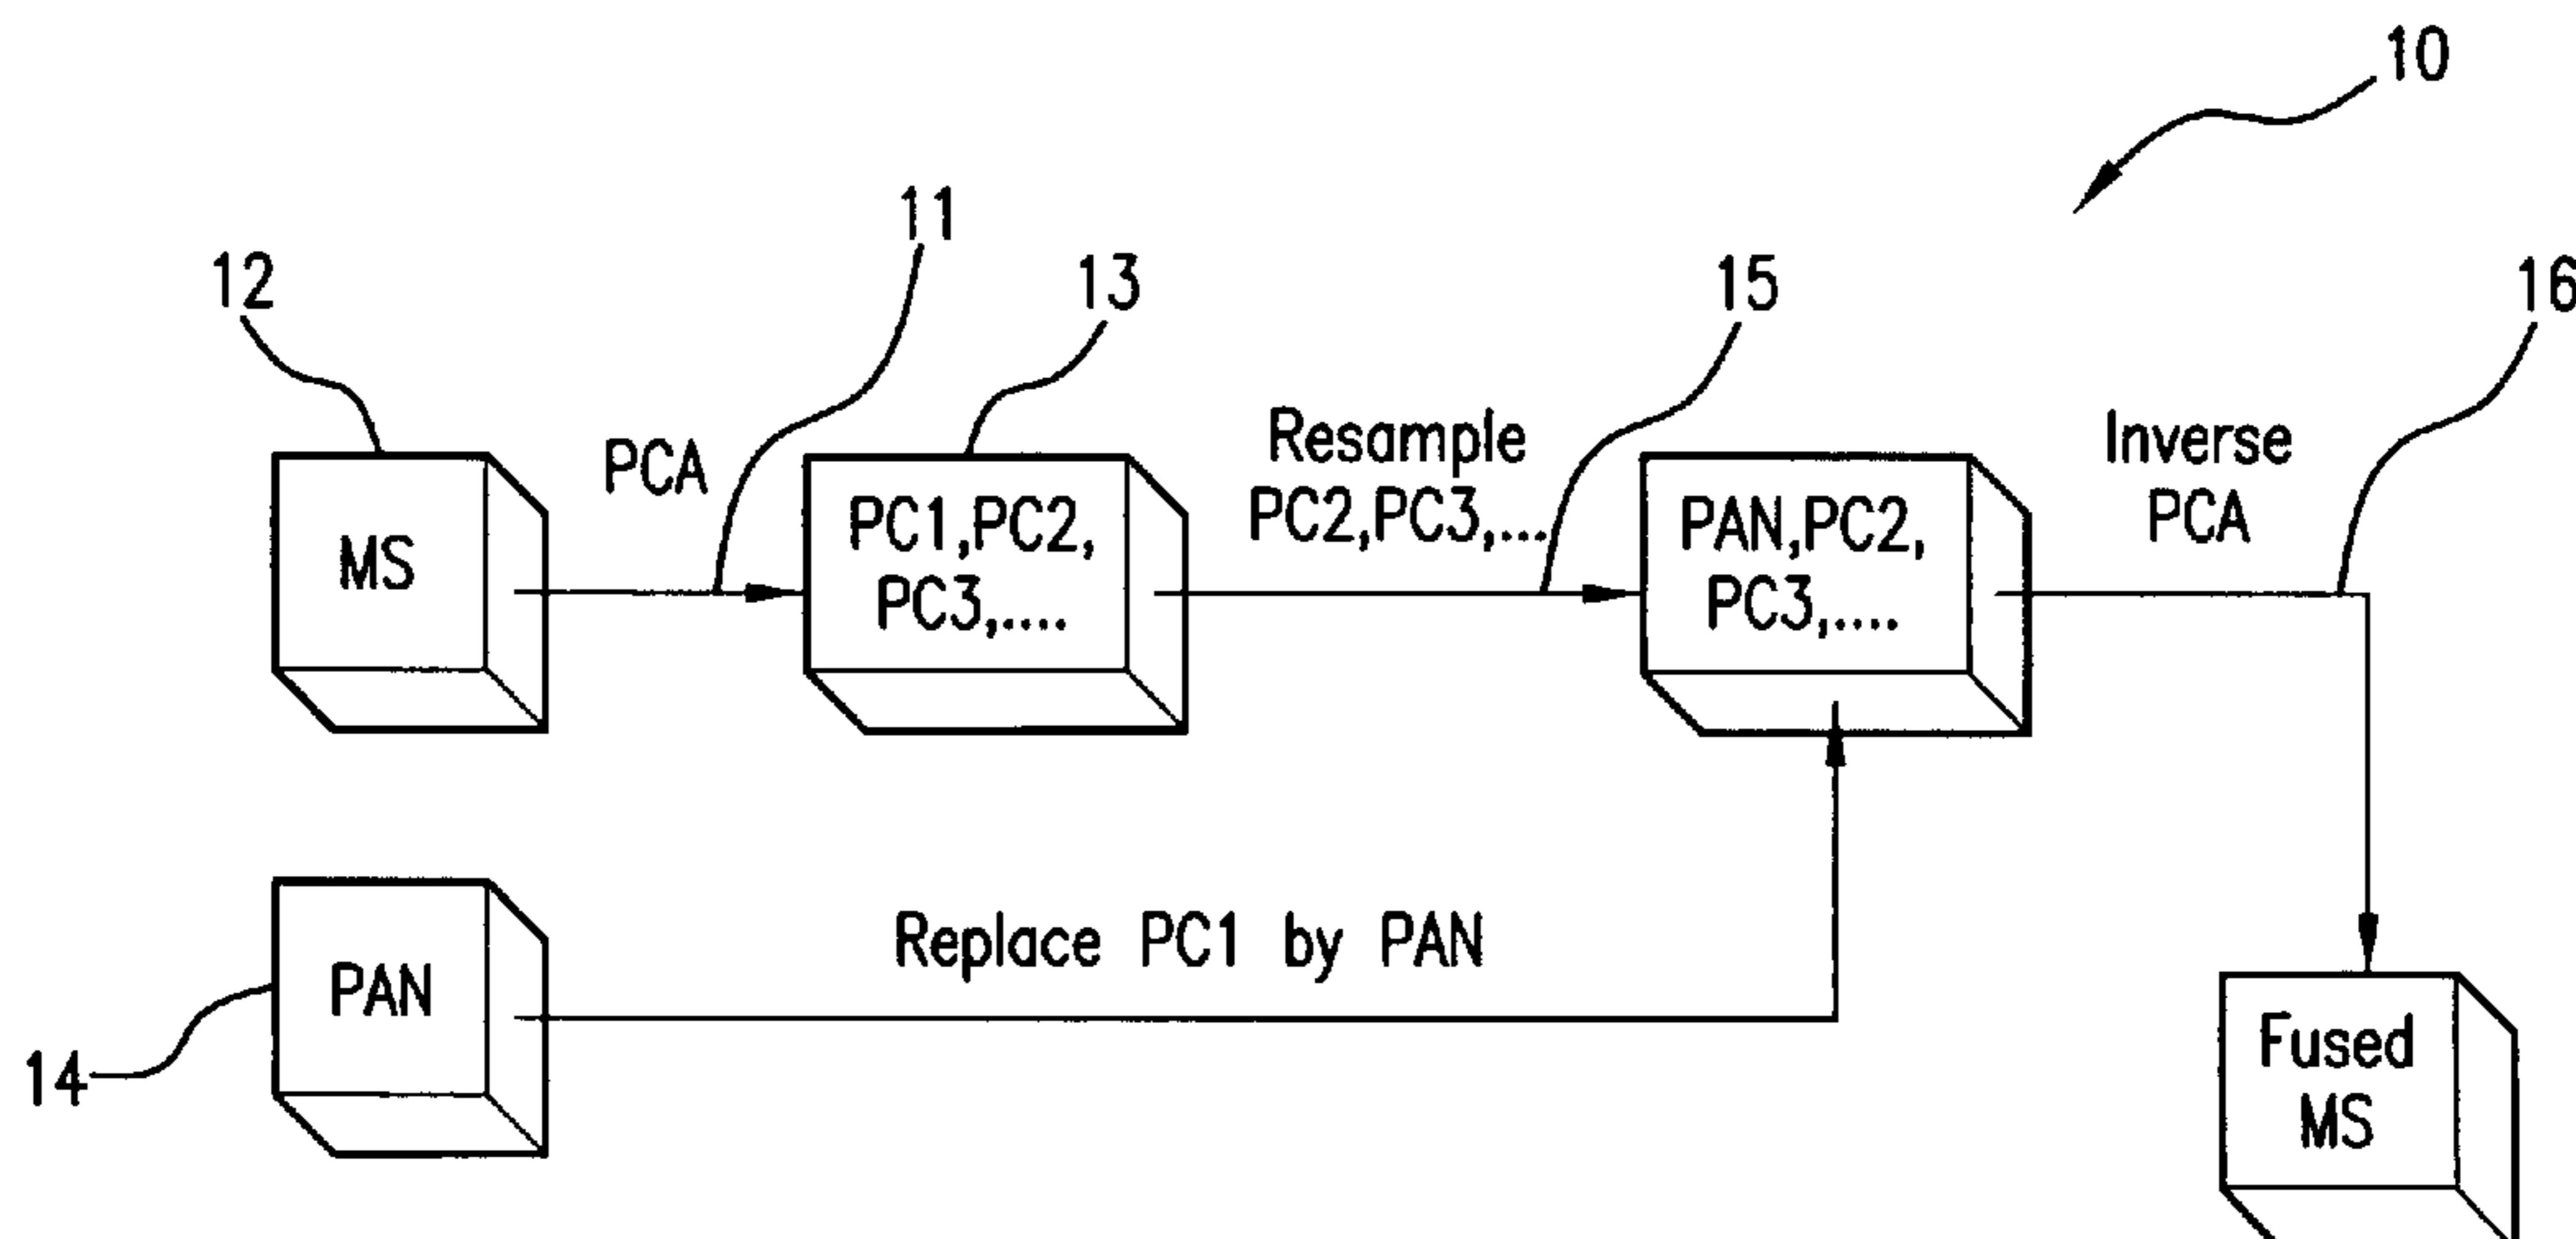 10
11
12
13
15
16
PCA
Resample
PC2,PC3,...
Inverse
PCA
MS
PC1,PC2,
PC3,....
PAN,PC2,
PC3,....
Replace PC1 by PAN
PAN
14
Fused
MS